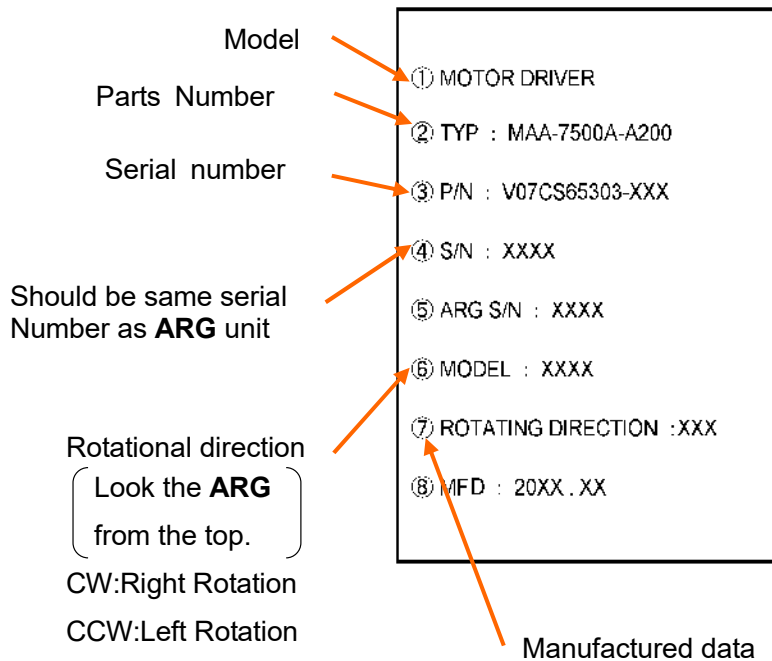 Model
Parts Number
Serial number
Should be same serial
Number as ARG unit
Rotational direction
Look the ARG
from the top.
CW:Right Rotation
CCW:Left Rotation
① MOTOR DRIVER
② TYP : MAA-7500A-A200
③ P/N : V07CS65303-XXX
④ S/N : XXXX
⑤ ARG S/N : XXXX
⑥ MODEL : XXXX
⑦ ROTATING DIRECTION :XXX
⑧ MFD : 20XX.XX
Manufactured data